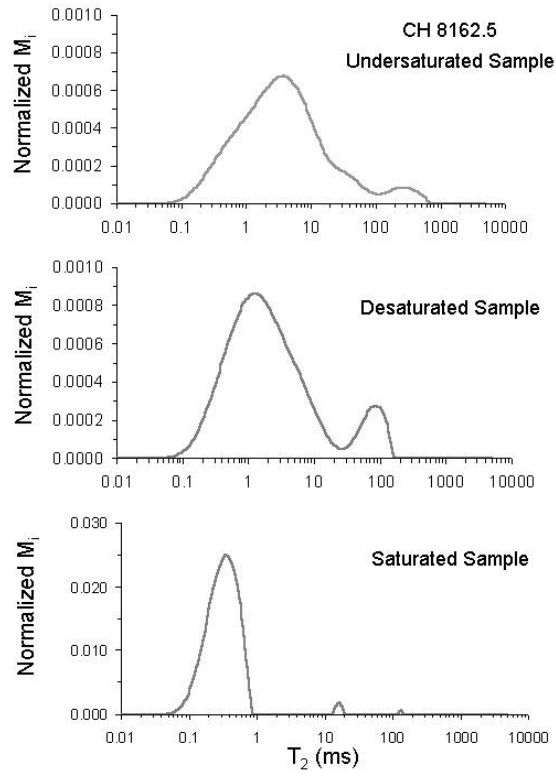 CH 8162.5
Undersaturated Sample
Normalized Mᵢ
0.0010
0.0008
0.0006
0.0004
0.0002
0.0000
0.01 0.1 1 10 100 1000 10000
Desaturated Sample
Normalized Mᵢ
0.0010
0.0008
0.0006
0.0004
0.0002
0.0000
0.01 0.1 1 10 100 1000 10000
Saturated Sample
Normalized Mᵢ
0.030
0.020
0.010
0.000
0.01 0.1 1 10 100 1000 10000
T₂ (ms)